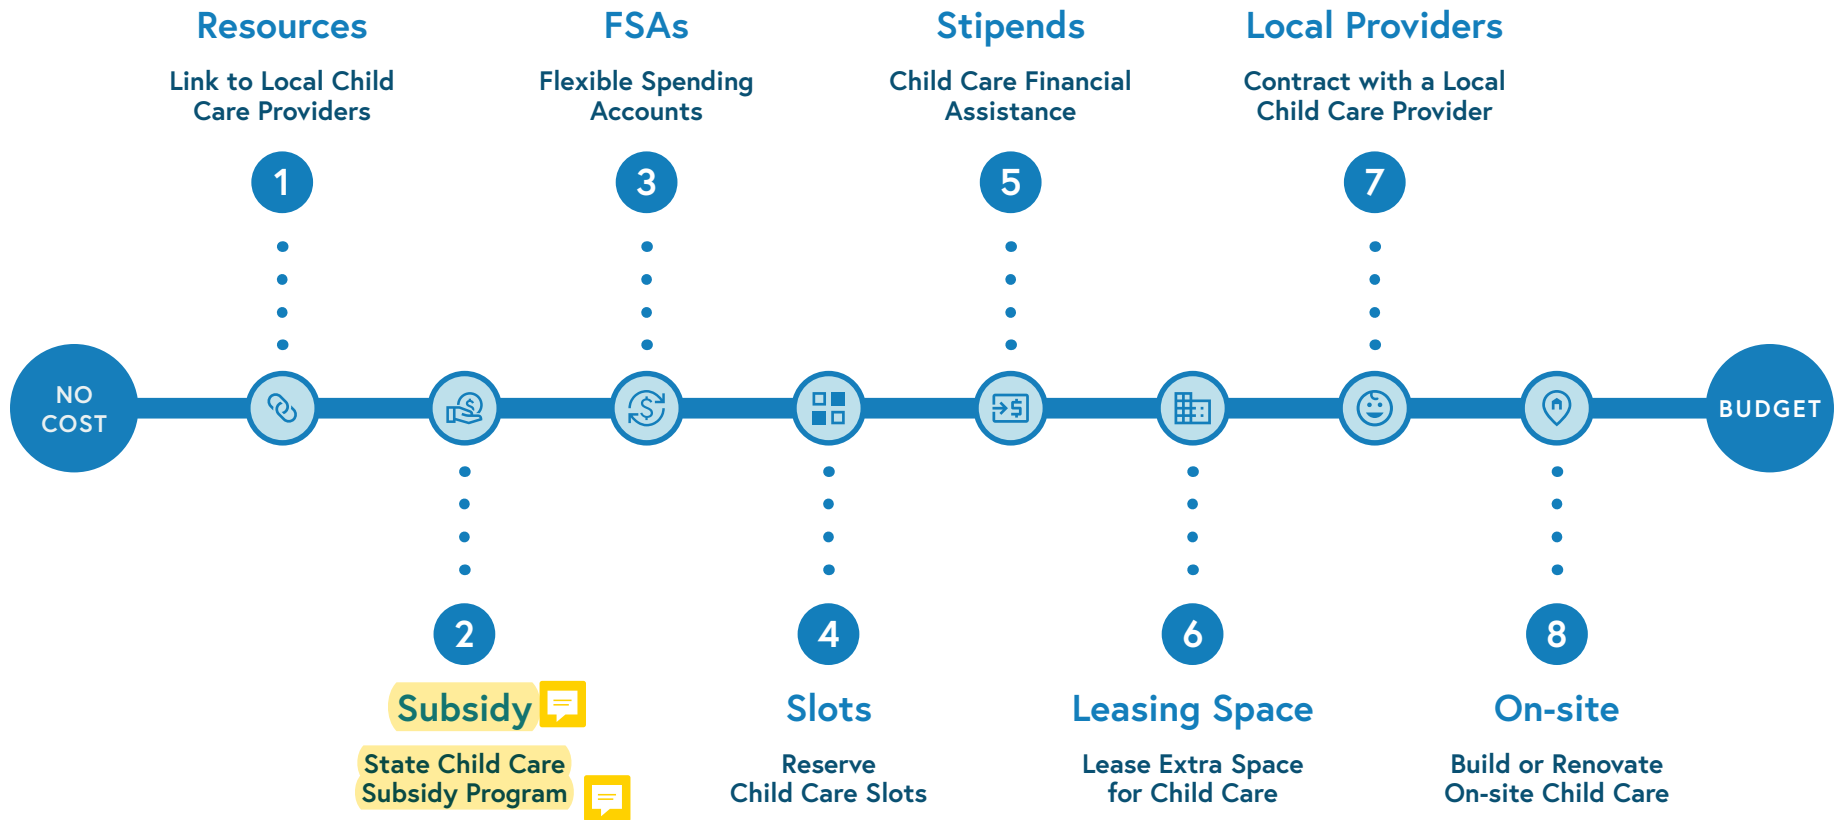 Resources
Link to Local Child
Care Providers
1
FSAs
Flexible Spending
Accounts
3
Stipends
Child Care Financial
Assistance
5
Local Providers
Contract with a Local
Child Care Provider
7
NO
COST
$
$
$
BUDGET
2
Subsidy
State Child Care
Subsidy Program
4
Slots
Reserve
Child Care Slots
6
Leasing Space
Lease Extra Space
for Child Care
8
On-site
Build or Renovate
On-site Child Care